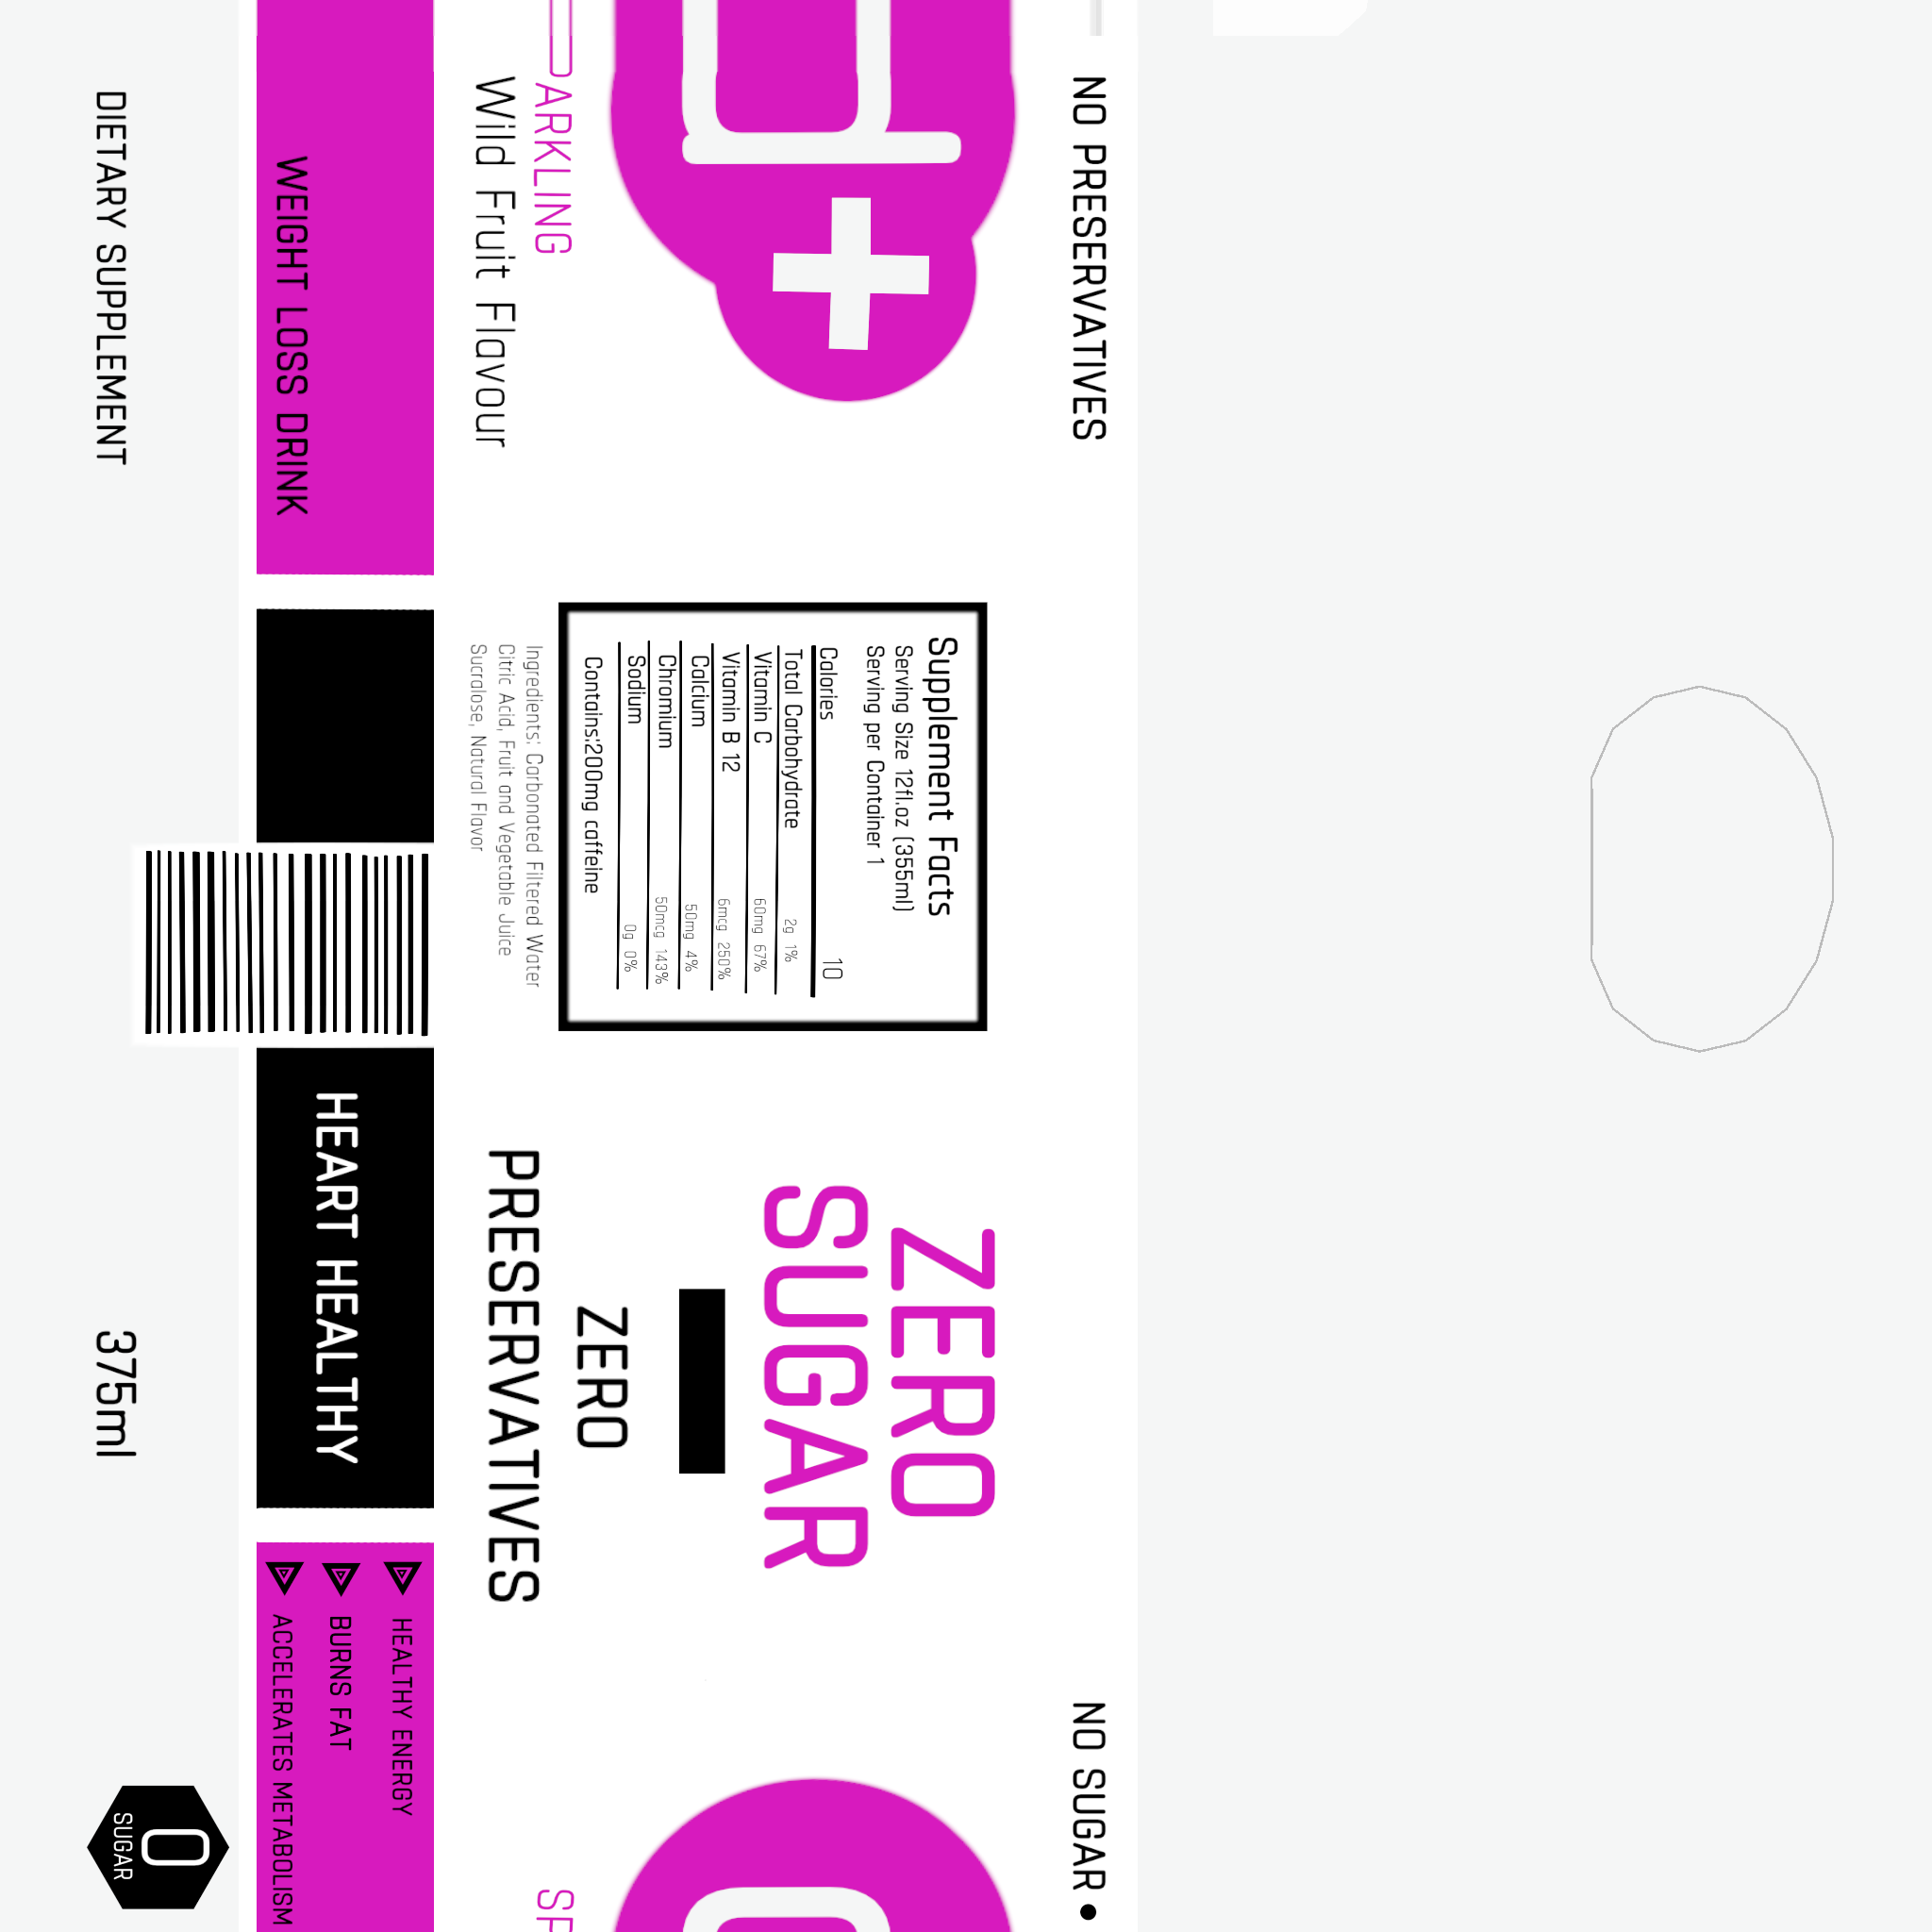 NO PRESERVATIVES
ARKLING
Wild Fruit Flavour
WEIGHT LOSS DRINK
DIETARY SUPPLEMENT
Supplement Facts
Serving Size 12fl.oz (355ml)
Serving per Container 1
Calories 10
Total Carbohydrate 2g 1%
Vitamin C 60mg 67%
Vitamin B 12 6mcg 250%
Calcium 50mg 4%
Chromium 50mcg 143%
Sodium 0g 0%
Contains:200mg caffeine
Ingredients: Carbonated Filtered Water
Citric Acid, Fruit and Vegetable Juice
Sucralose, Natural Flavor
ZERO
SUGAR
ZERO
PRESERVATIVES
HEART HEALTHY
375ml
NO SUGAR •
SP
HEALTHY ENERGY
BURNS FAT
ACCELERATES METABOLISM
0
SUGAR